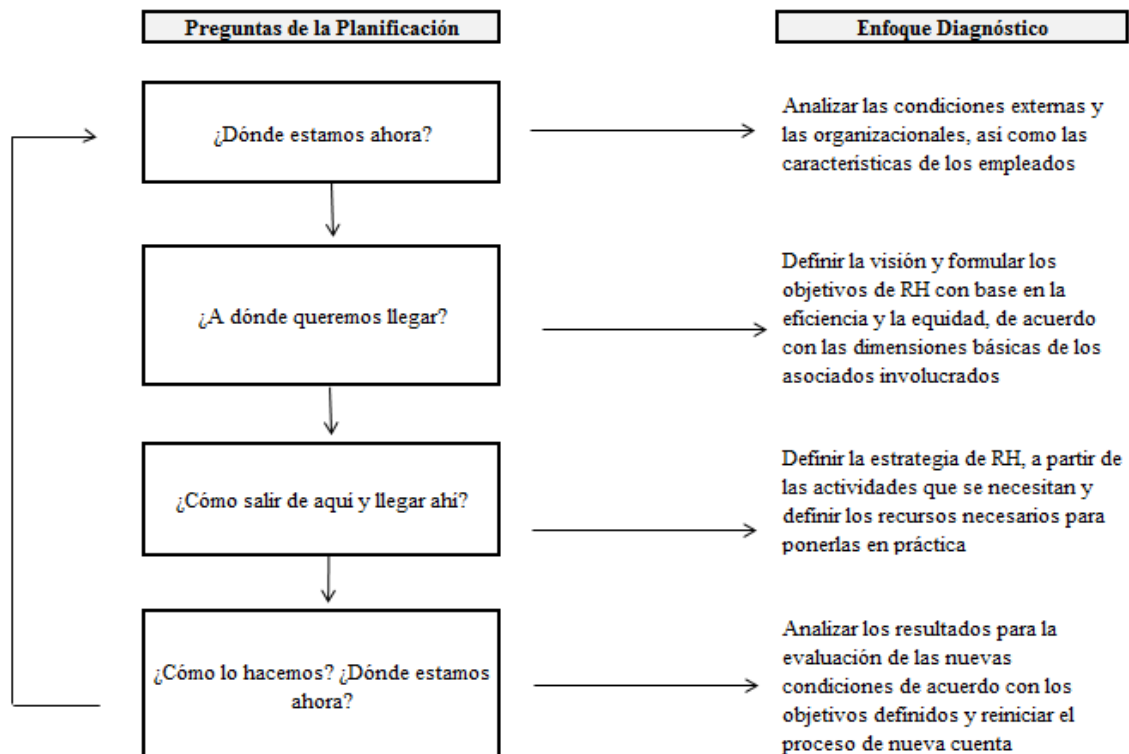 Preguntas de la Planificación
Enfoque Diagnóstico
¿Dónde estamos ahora?
Analizar las condiciones externas y
las organizacionales, así como las
características de los empleados
¿A dónde queremos llegar?
Definir la visión y formular los
objetivos de RH con base en la
eficiencia y la equidad, de acuerdo
con las dimensiones básicas de los
asociados involucrados
¿Cómo salir de aquí y llegar ahí?
Definir la estrategia de RH, a partir de
las actividades que se necesitan y
definir los recursos necesarios para
ponerlas en práctica
¿Cómo lo hacemos? ¿Dónde estamos
ahora?
Analizar los resultados para la
evaluación de las nuevas
condiciones de acuerdo con los
objetivos definidos y reiniciar el
proceso de nueva cuenta